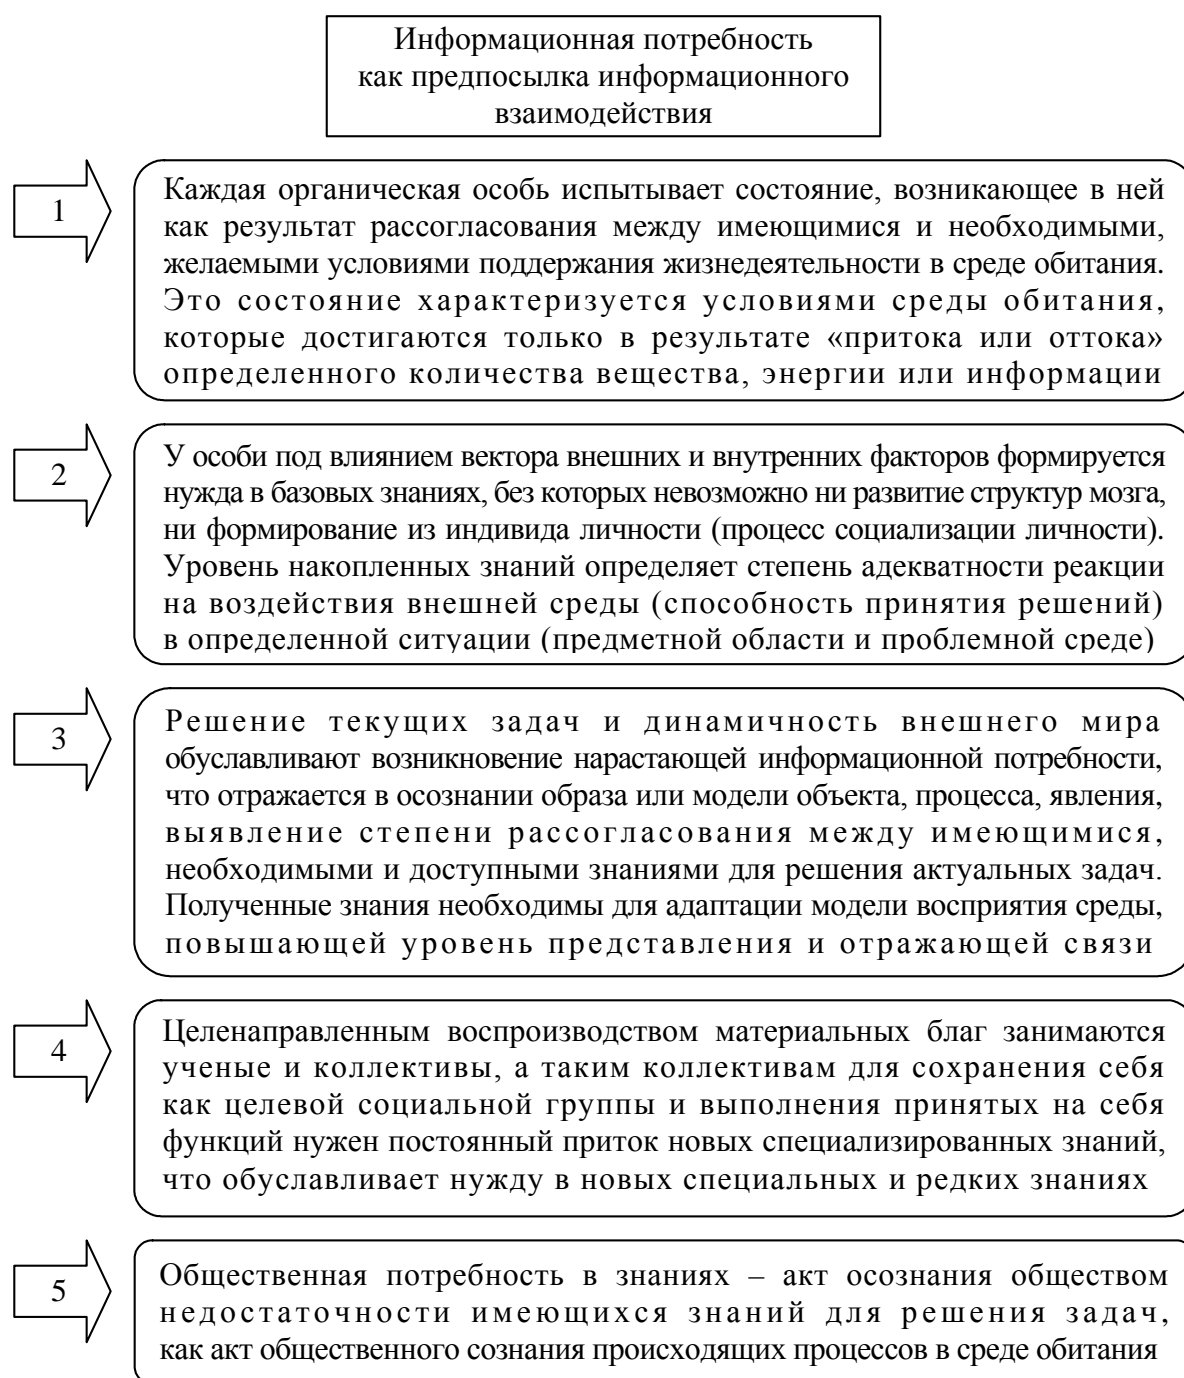 Информационная потребность
как предпосылка информационного
взаимодействия
1
Каждая органическая особь испытывает состояние, возникающее в ней
как результат рассогласования между имеющимися и необходимыми,
желаемыми условиями поддержания жизнедеятельности в среде обитания.
Это состояние характеризуется условиями среды обитания,
которые достигаются только в результате «притока или оттока»
определенного количества вещества, энергии или информации
2
У особи под влиянием вектора внешних и внутренних факторов формируется
нужда в базовых знаниях, без которых невозможно ни развитие структур мозга,
ни формирование из индивида личности (процесс социализации личности).
Уровень накопленных знаний определяет степень адекватности реакции
на воздействия внешней среды (способность принятия решений)
в определенной ситуации (предметной области и проблемной среде)
3
Решение текущих задач и динамичность внешнего мира
обуславливают возникновение нарастающей информационной потребности,
что отражается в осознании образа или модели объекта, процесса, явления,
выявление степени рассогласования между имеющимися,
необходимыми и доступными знаниями для решения актуальных задач.
Полученные знания необходимы для адаптации модели восприятия среды,
повышающей уровень представления и отражающей связи
4
Целенаправленным воспроизводством материальных благ занимаются
ученые и коллективы, а таким коллективам для сохранения себя
как целевой социальной группы и выполнения принятых на себя
функций нужен постоянный приток новых специализированных знаний,
что обуславливает нужду в новых специальных и редких знаниях
5
Общественная потребность в знаниях – акт осознания обществом
недостаточности имеющихся знаний для решения задач,
как акт общественного сознания происходящих процессов в среде обитания